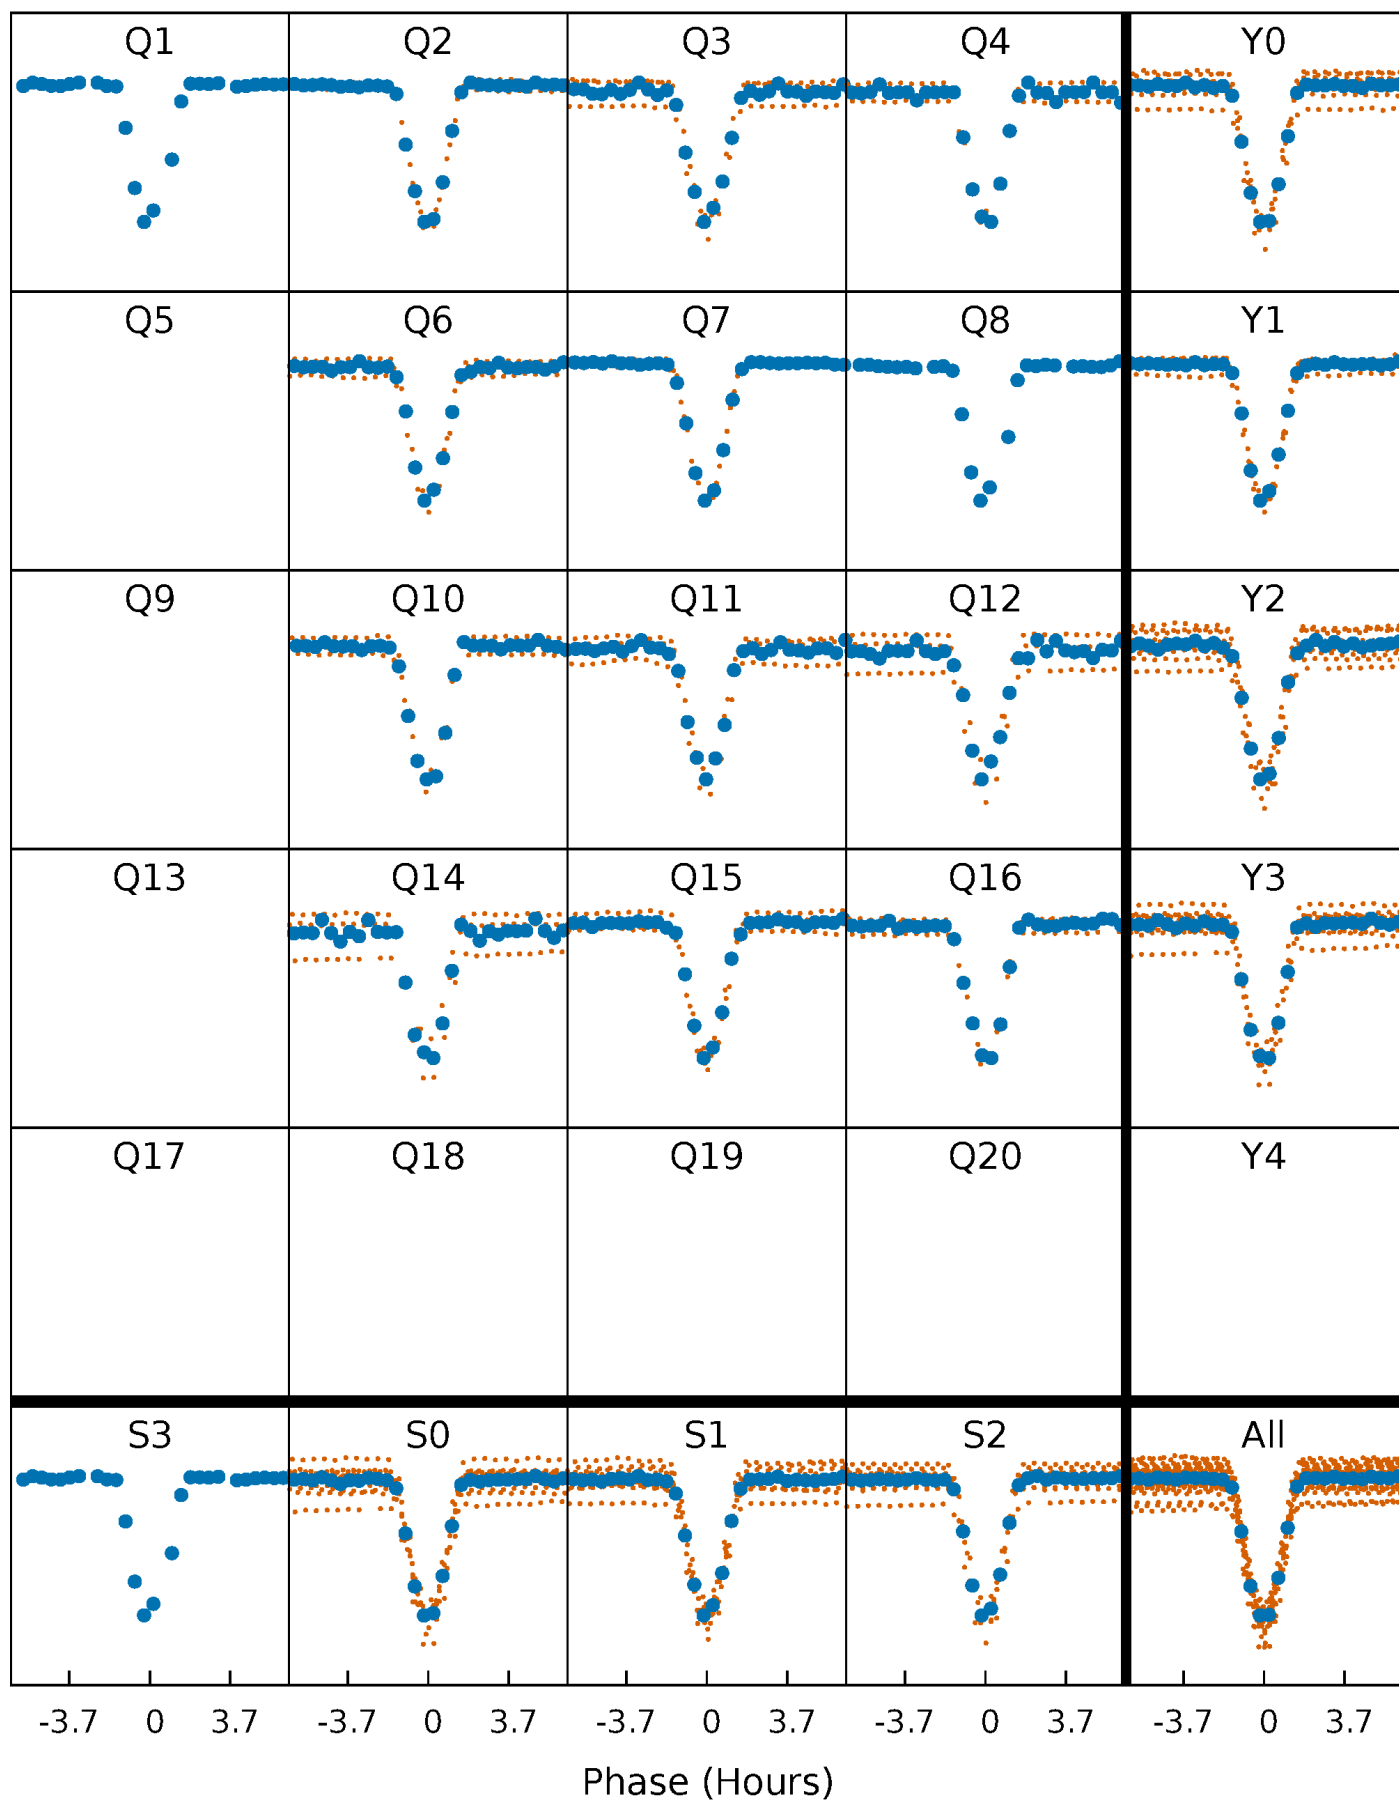 Q1 Q2 Q3 Q4 Y0
Q5 Q6 Q7 Q8 Y1
Q9 Q10 Q11 Q12 Y2
Q13 Q14 Q15 Q16 Y3
Q17 Q18 Q19 Q20 Y4
S3 S0 S1 S2 All
-3.7 0 3.7 -3.7 0 3.7 -3.7 0 3.7 -3.7 0 3.7 -3.7 0 3.7
Phase (Hours)